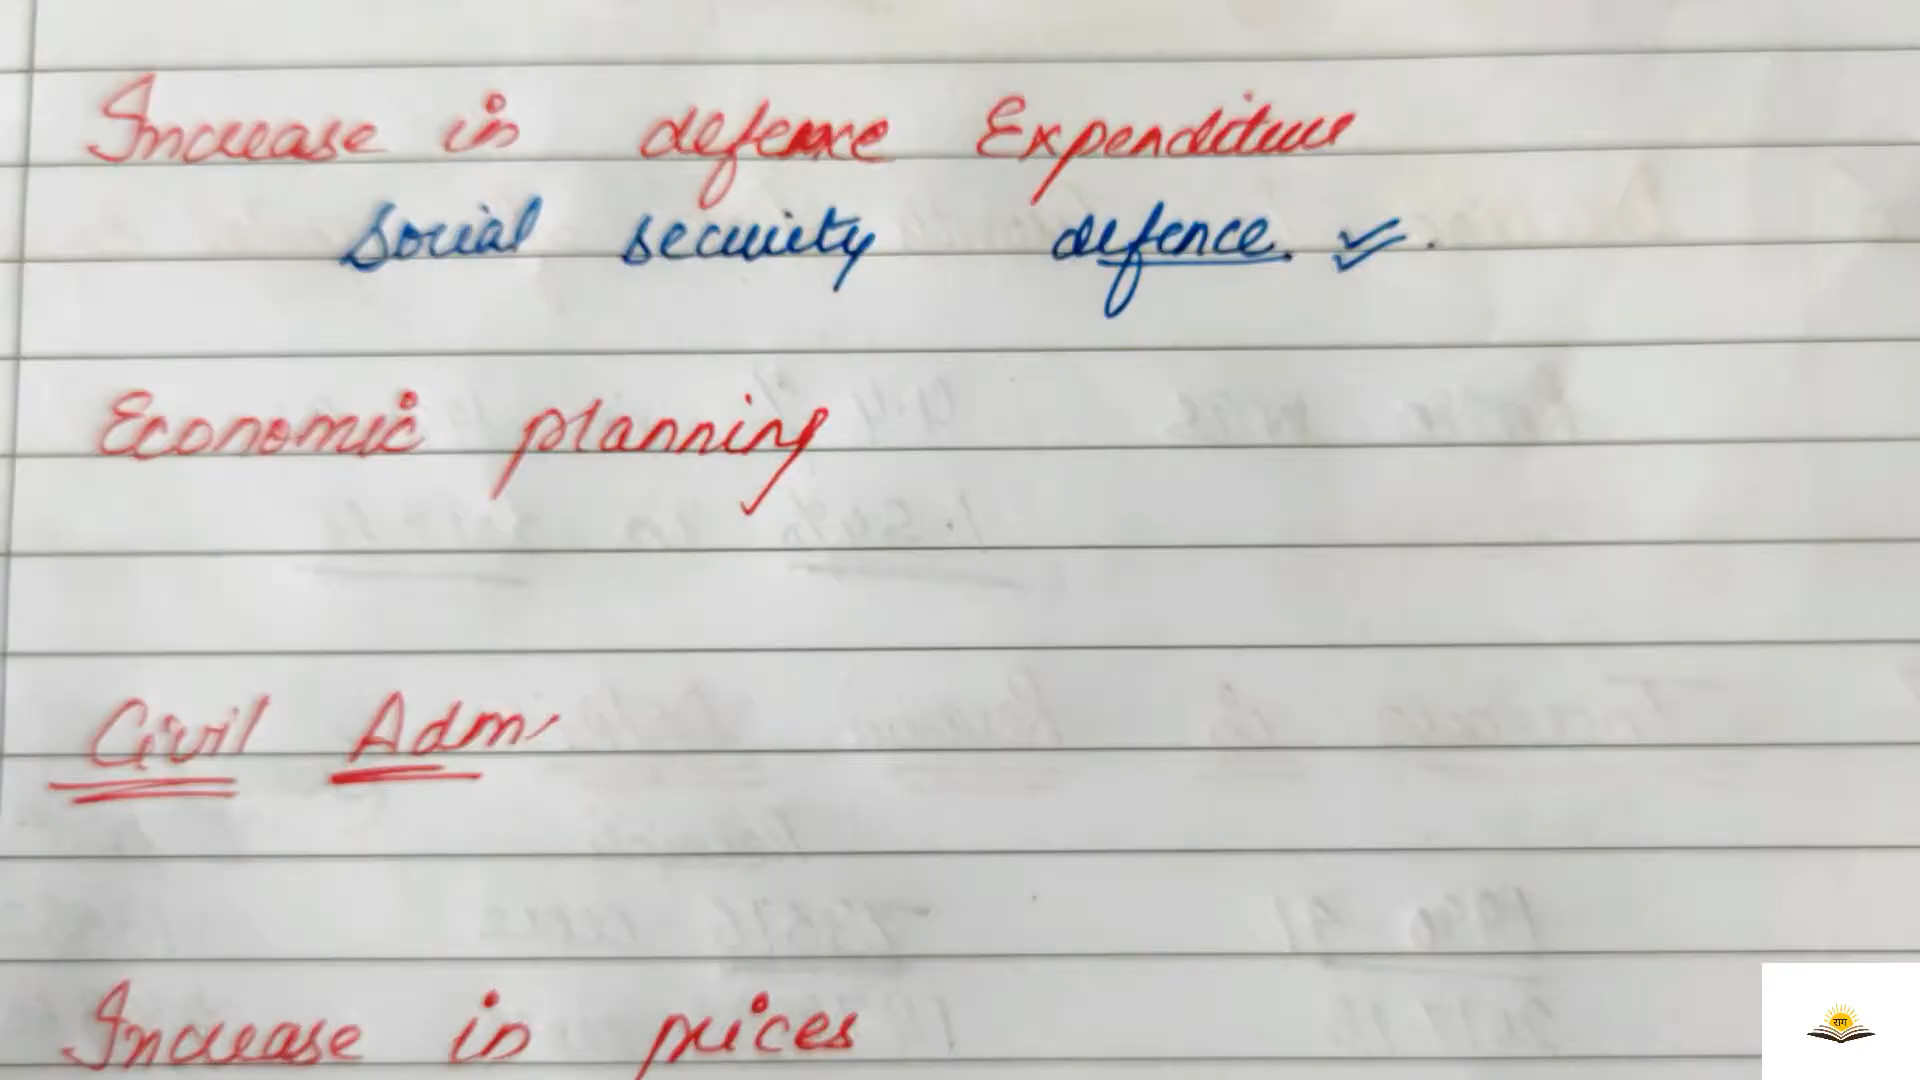 Increase in defence Expenditure
Social security defence.
Economic planning
Civil Adm.
Increase in prices
राग